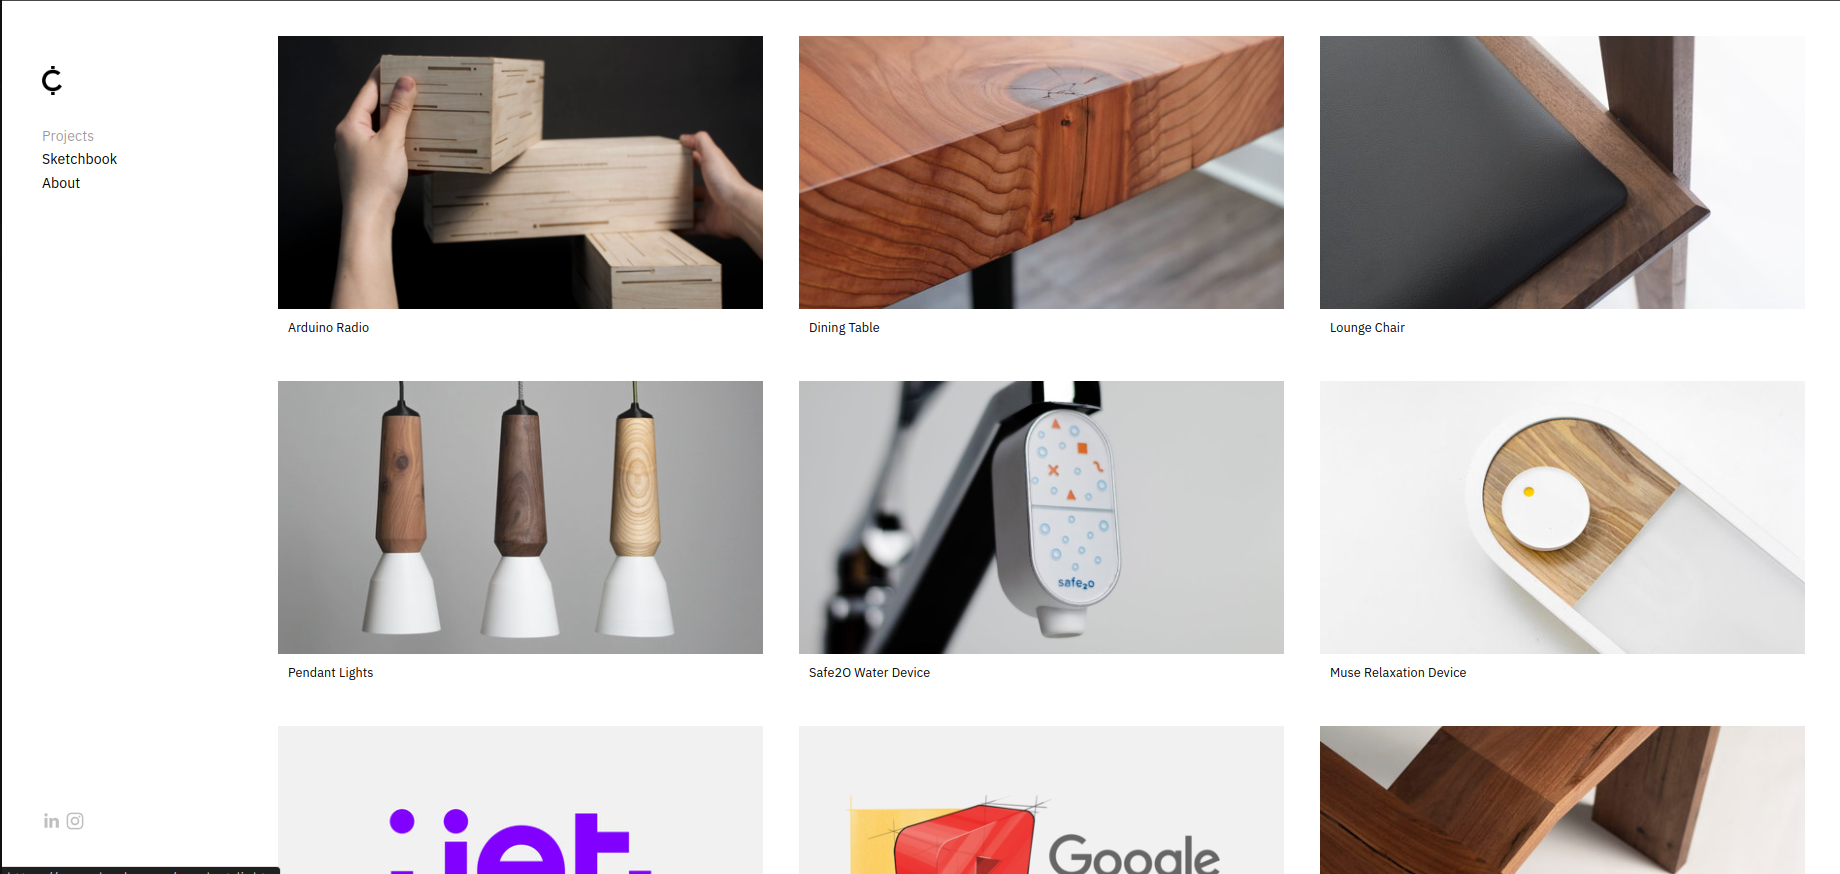 Projects
Sketchbook
About
Arduino Radio
Dining Table
Lounge Chair
safe2o
Pendant Lights
Safe2O Water Device
Muse Relaxation Device
jet
Google
in